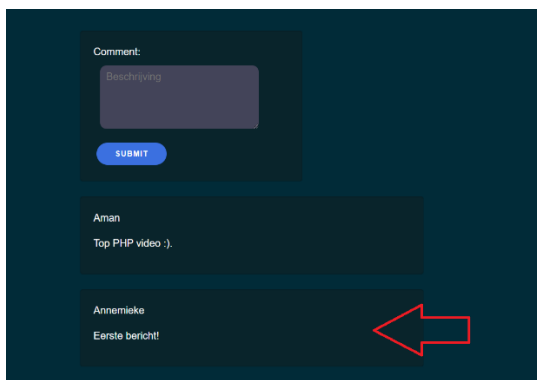 Comment:
Beschrijving
SUBMIT
Aman
Top PHP video :).
Annemieke
Eerste bericht!